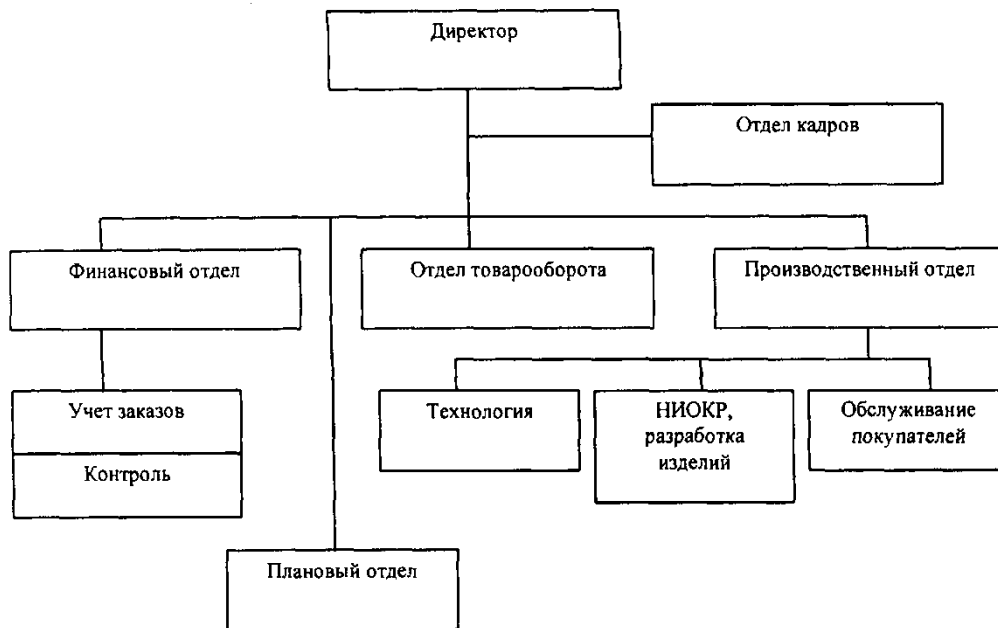 Директор
Отдел кадров
Финансовый отдел
Отдел товарооборота
Производственный отдел
Учет заказов
Контроль
Технология
НИОКР,
разработка
изделий
Обслуживание
покупателей
Плановый отдел